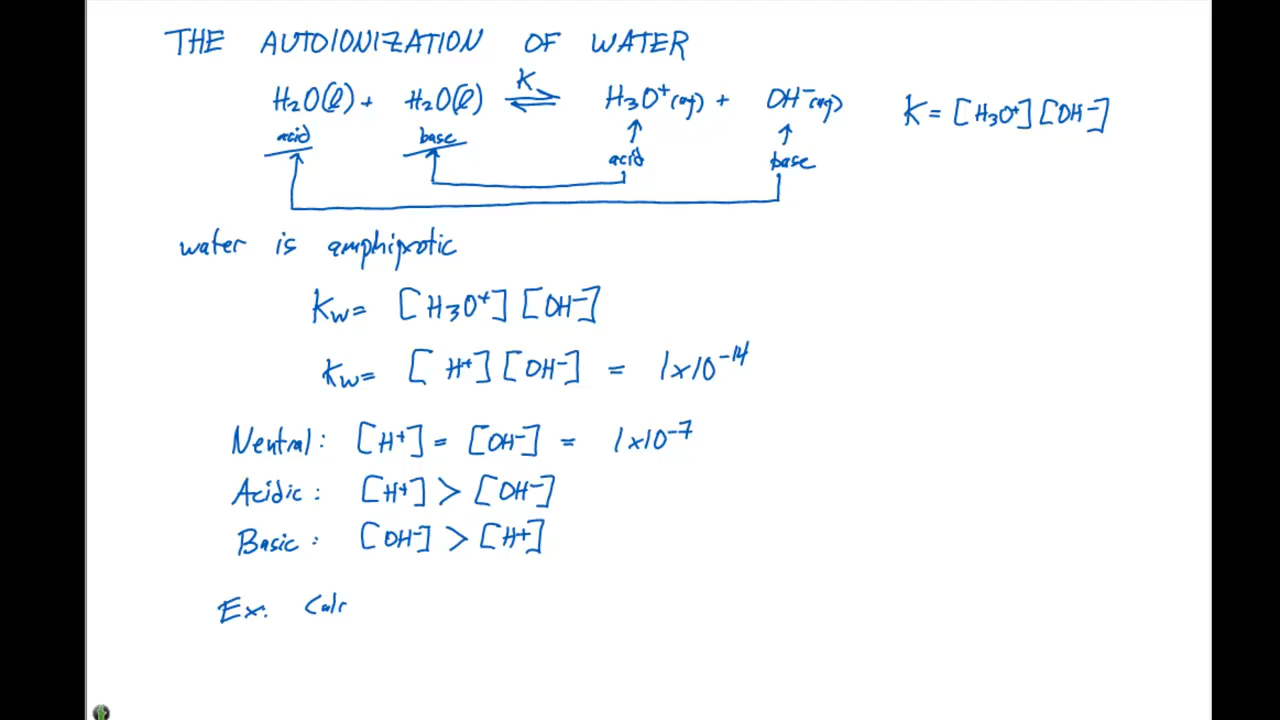 THE AUTOIONIZATION OF WATER
H₂O(l) + H₂O(l) ⇌ H₃O⁺(aq) + OH⁻(aq) K = [H₃O⁺][OH⁻]
K
acid base acid base
water is amphiprotic
Kw = [H₃O⁺][OH⁻]
Kw = [H⁺][OH⁻] = 1x10⁻¹⁴
Neutral: [H⁺] = [OH⁻] = 1x10⁻⁷
Acidic: [H⁺] > [OH⁻]
Basic: [OH⁻] > [H⁺]
Ex. Calc